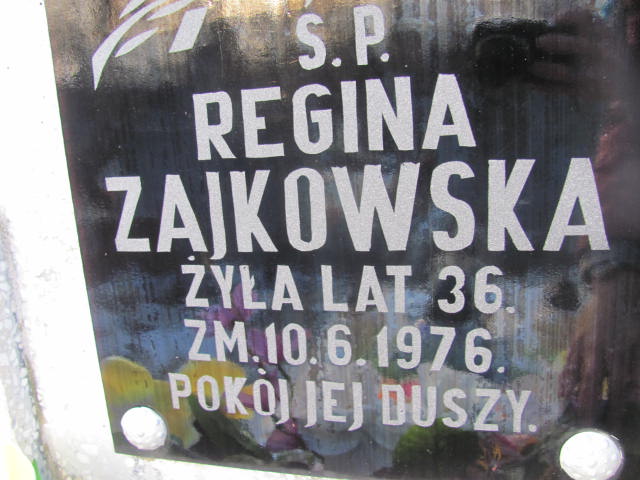 Ś.P.
REGINA
ZAJKOWSKA
ŻYŁA LAT 36.
ZM.10.6.1976.
POKÓJ JEJ DUSZY.